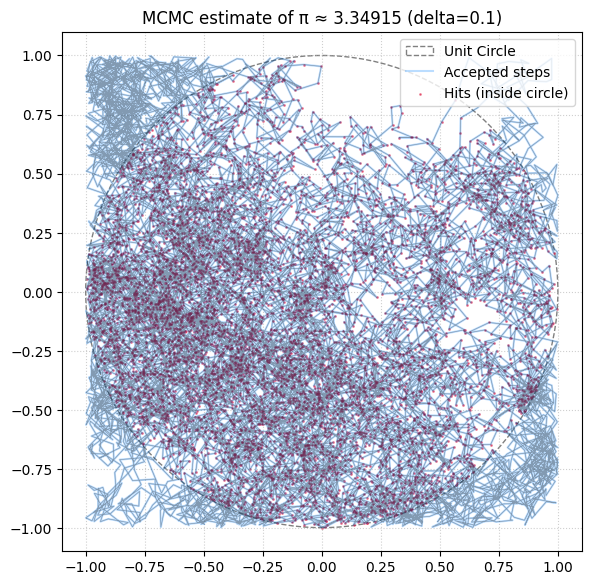 MCMC estimate of π ≈ 3.34915 (delta=0.1)
Unit Circle
Accepted steps
Hits (inside circle)
1.00
0.75
0.50
0.25
0.00
−0.25
−0.50
−0.75
−1.00
−1.00 −0.75 −0.50 −0.25 0.00 0.25 0.50 0.75 1.00